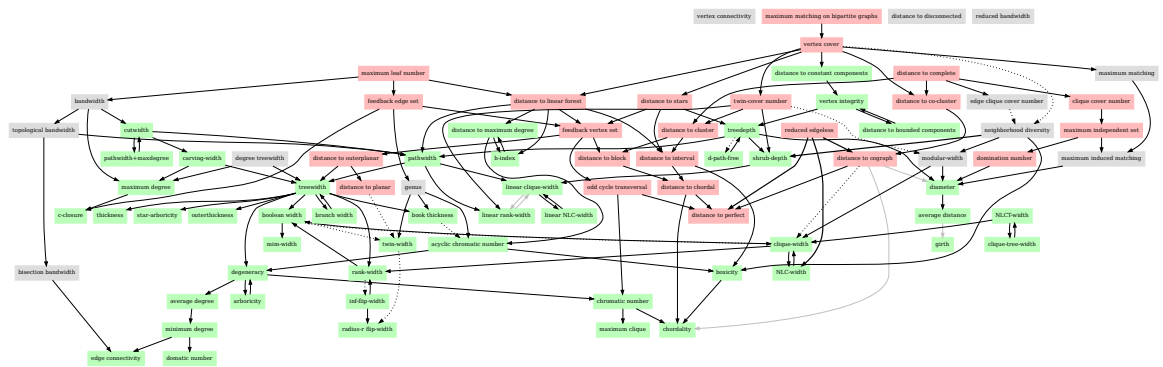 vertex connectivity
maximum matching on bipartite graphs
distance to disconnected
reduced bandwidth
vertex cover
maximum leaf number
distance to constant components
distance to complete
maximum matching
bandwidth
feedback edge set
distance to linear forest
distance to stars
twin-cover number
vertex integrity
distance to co-cluster
edge clique cover number
clique cover number
topological bandwidth
cutwidth
distance to maximum degree
feedback vertex set
distance to cluster
treedepth
reduced edgeless
distance to bounded components
neighborhood diversity
maximum independent set
pathwidth+maxdegree
carving-width
degree treewidth
distance to outerplanar
pathwidth
h-index
distance to block
distance to interval
d-path-free
shrub-depth
distance to cograph
modular-width
domination number
maximum induced matching
maximum degree
treewidth
distance to planar
genus
linear clique-width
odd cycle transversal
distance to chordal
diameter
c-closure
thickness
star-arboricity
outerthickness
boolean width
branch width
book thickness
linear rank-width
linear NLC-width
distance to perfect
average distance
NLCT-width
mim-width
twin-width
acyclic chromatic number
clique-width
girth
clique-tree-width
bisection bandwidth
degeneracy
rank-width
boxicity
NLC-width
average degree
arboricity
inf-flip-width
chromatic number
minimum degree
radius-r flip-width
maximum clique
chordality
edge connectivity
domatic number